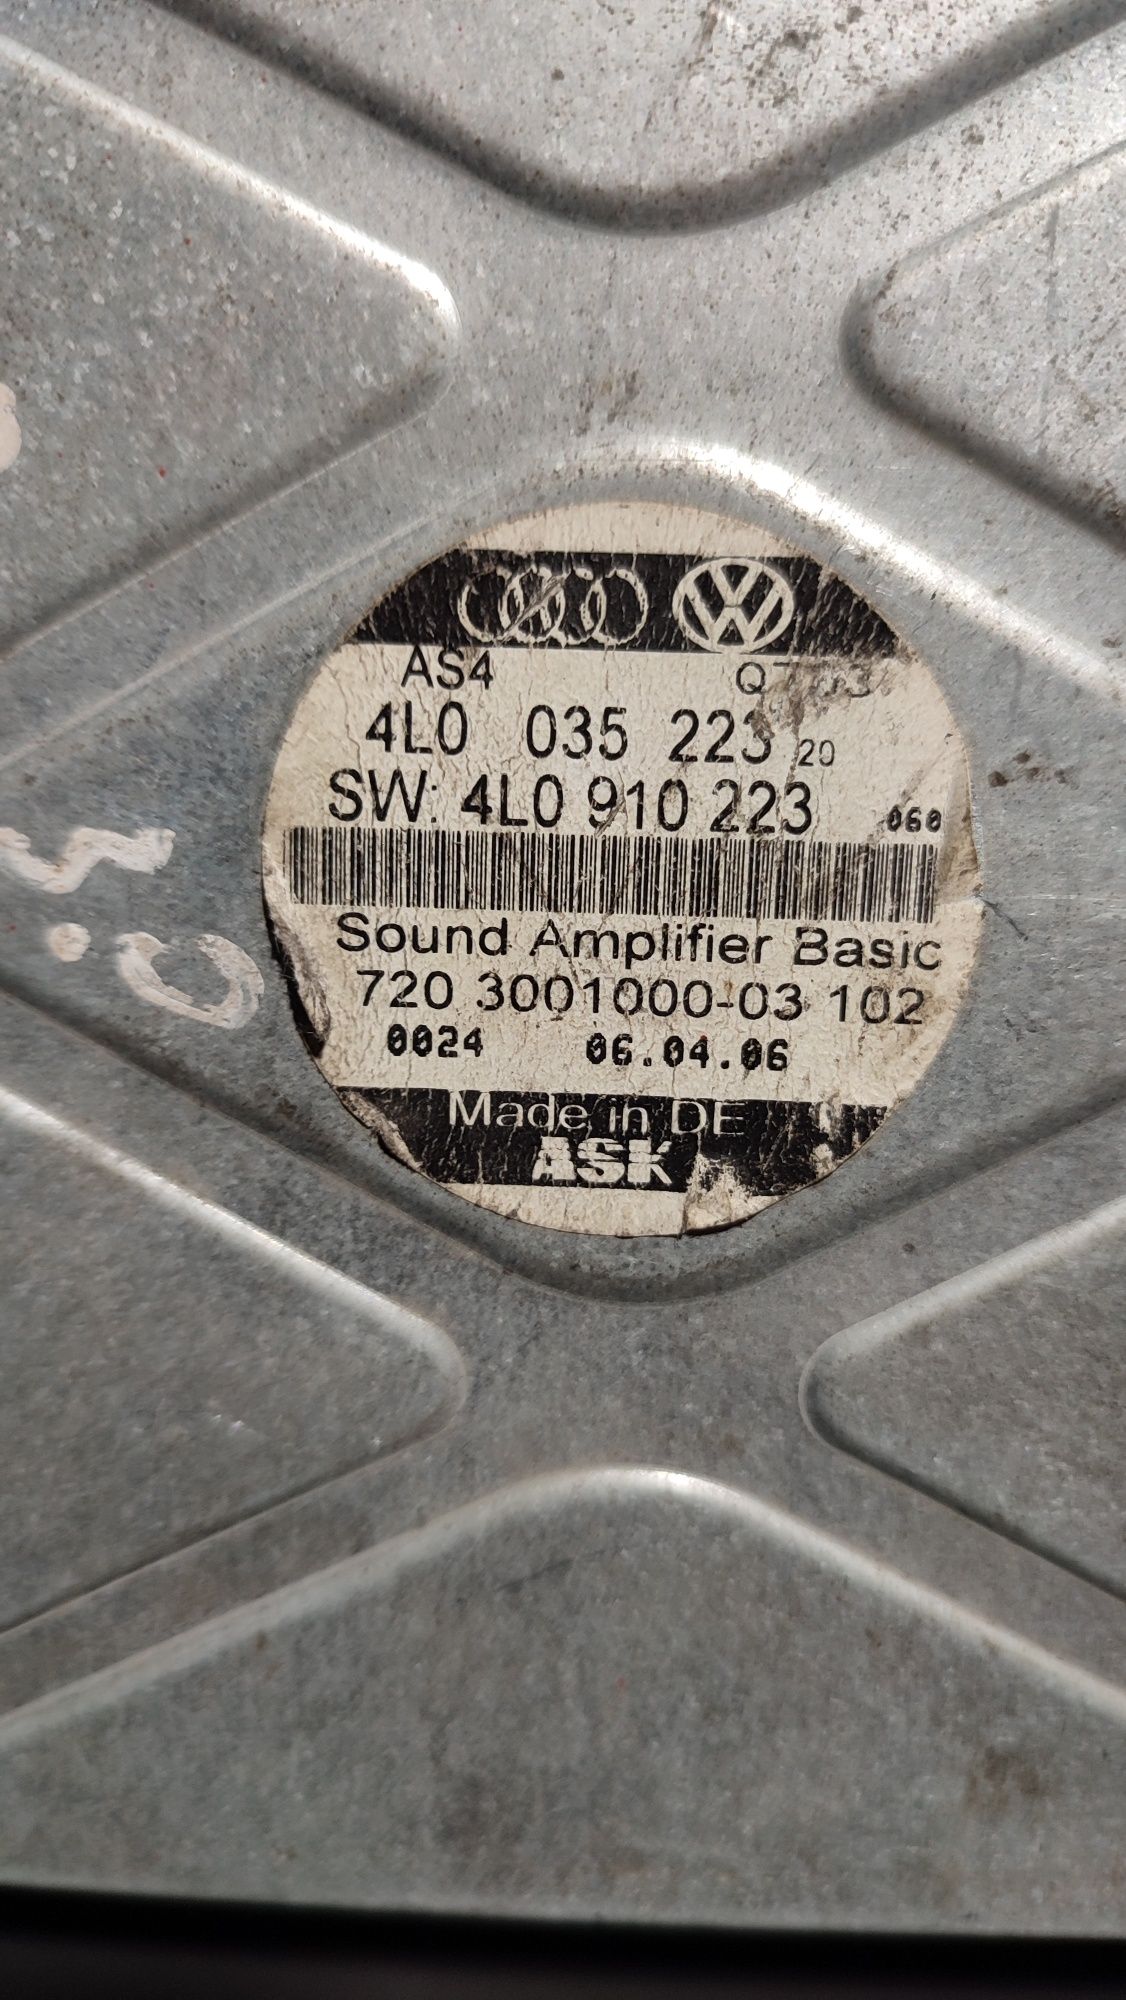 AS4
4L0 035 223 20
SW: 4L0 910 223 060
Sound Amplifier Basic
720 3001000-03 102
0024 06.04.06
Made in DE
ASK